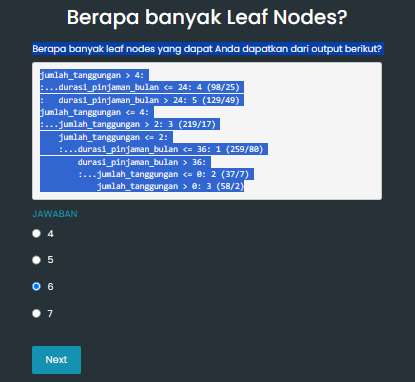 Berapa banyak Leaf Nodes?
Berapa banyak leaf nodes yang dapat Anda dapatkan dari output berikut?
jumlah_tanggungan > 4:
:...durasi_pinjaman_bulan <= 24: 4 (98/25)
:   durasi_pinjaman_bulan > 24: 5 (129/49)
jumlah_tanggungan <= 4:
:...jumlah_tanggungan > 2: 3 (219/17)
    jumlah_tanggungan <= 2:
    :...durasi_pinjaman_bulan <= 36: 1 (259/80)
        durasi_pinjaman_bulan > 36:
        :...jumlah_tanggungan <= 0: 2 (37/7)
            jumlah_tanggungan > 0: 3 (58/2)
JAWABAN
4
5
6
7
Next